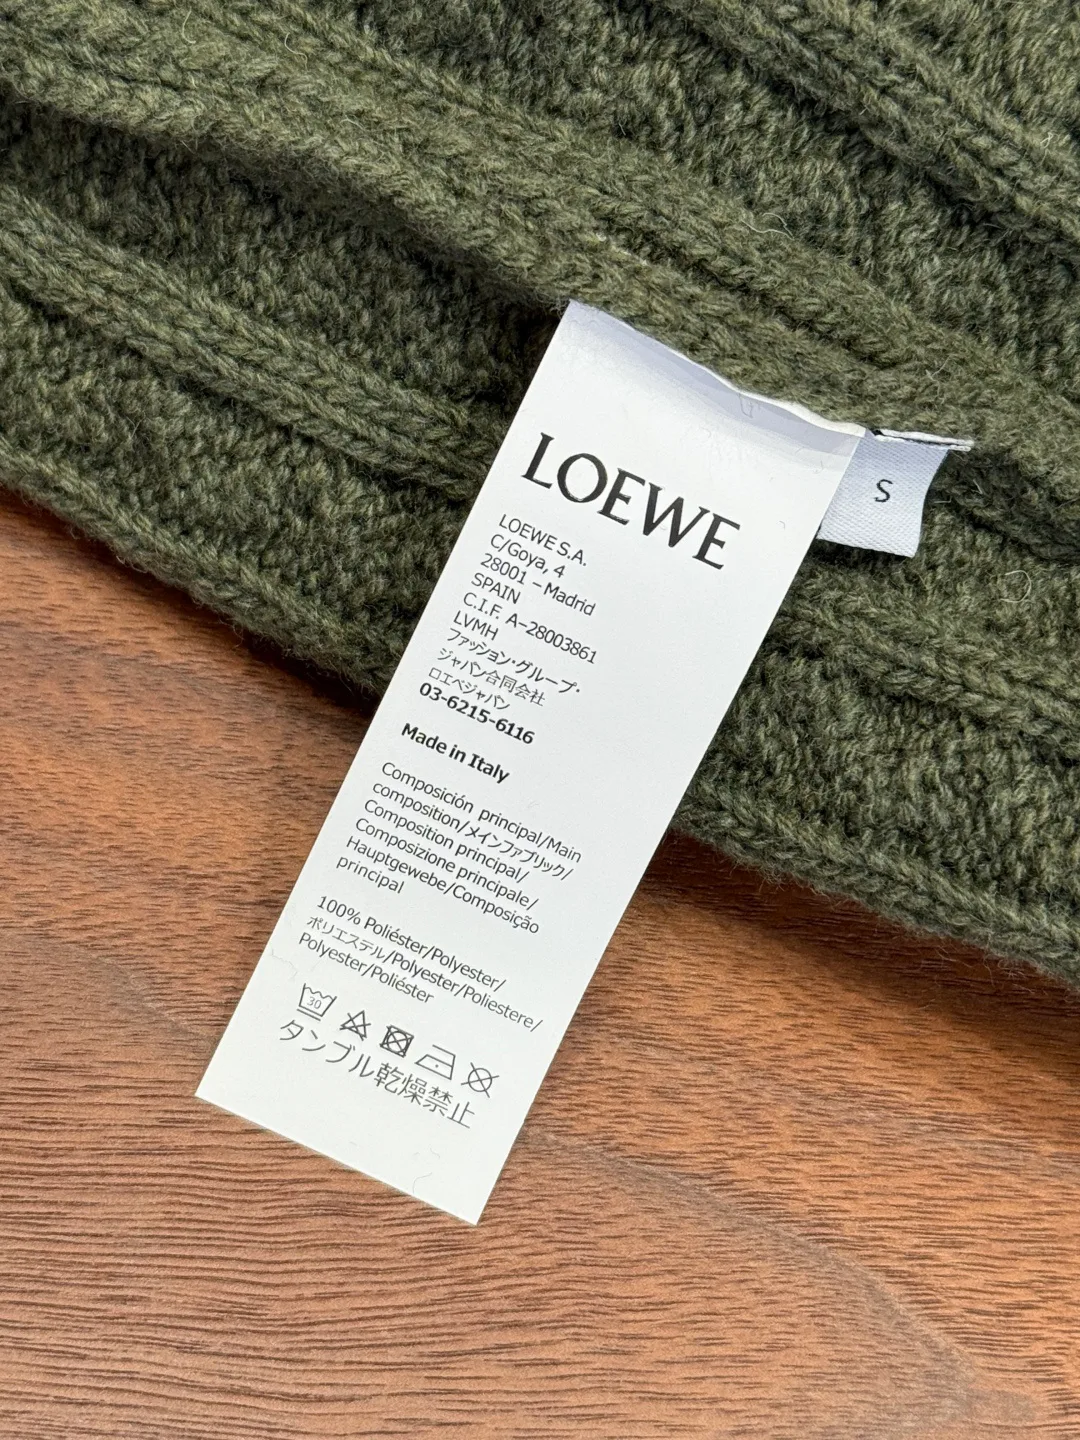 LOEWE
S
LOEWE S.A.
C/Goya, 4
28001 – Madrid
SPAIN
C.I.F. A-28003861
LVMH
ファッション・グループ・
ジャパン合同会社
ロエベジャパン
03-6215-6116
Made in Italy
Composición principal/Main
composition/メインファブリック/
Composition principal/
Composizione principale/
Hauptgewebe/Composição
principal
100% Poliéster/Polyester/
ポリエステル/Polyester/Poliestere/
Polyester/Poliéster
30
タンブル乾燥禁止